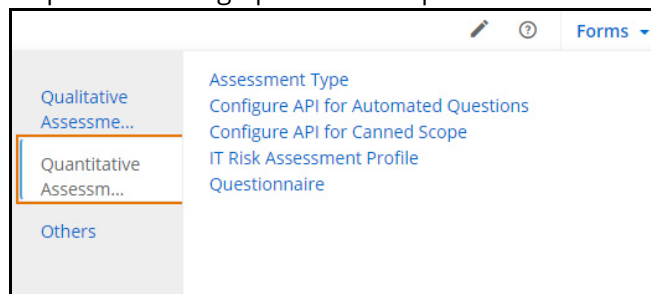 Forms
Qualitative
Assessme...
Quantitative
Assessm...
Others
Assessment Type
Configure API for Automated Questions
Configure API for Canned Scope
IT Risk Assessment Profile
Questionnaire